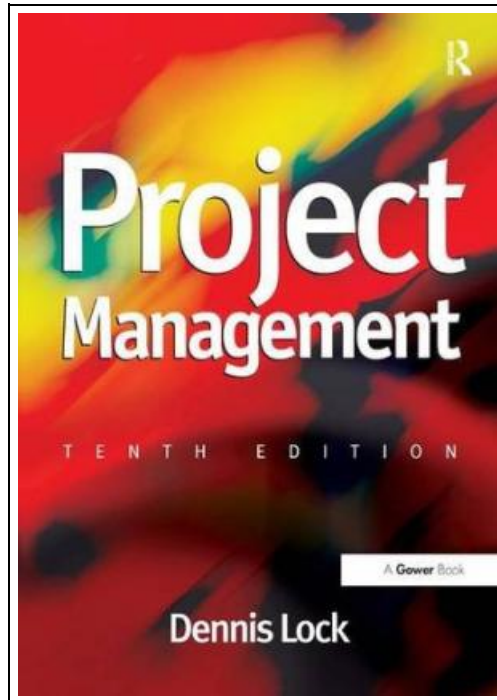 Project
Management
TENTH EDITION
A Gower Book
Dennis Lock